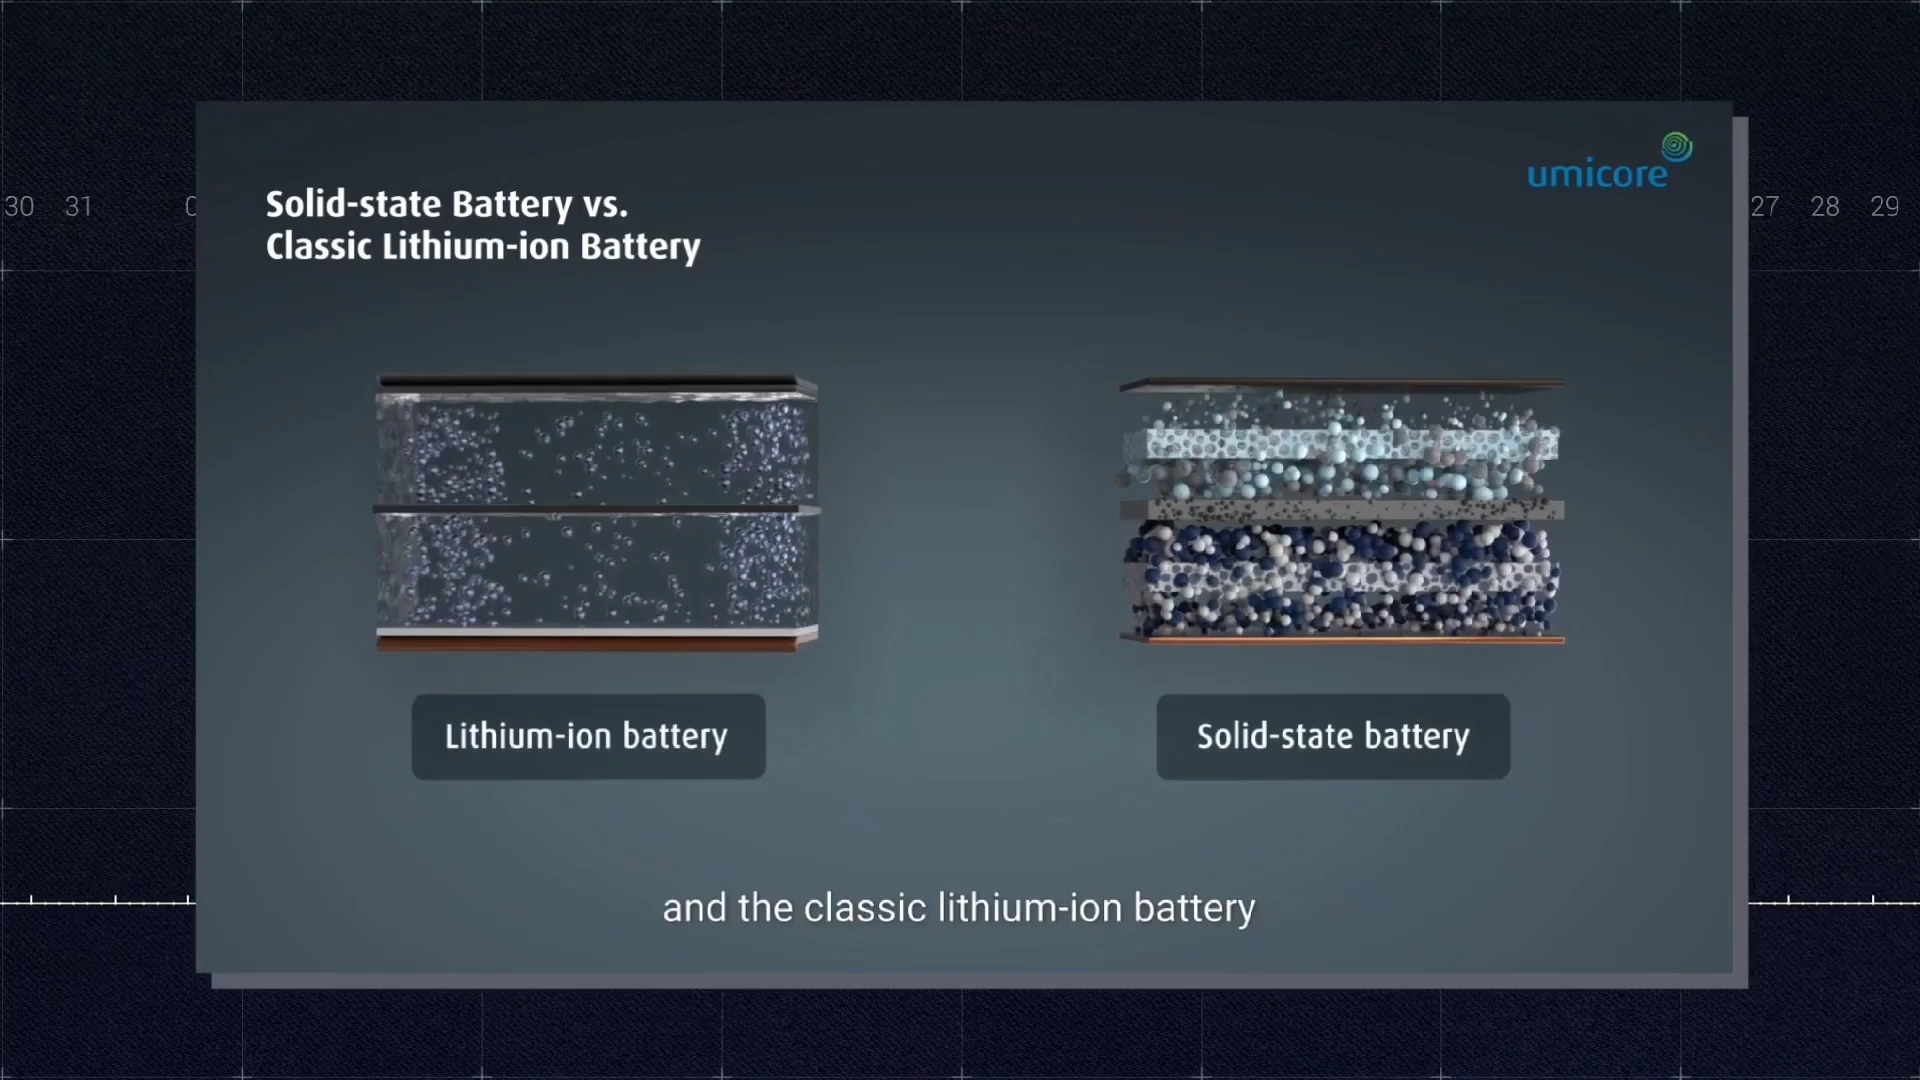 umicore
Solid-state Battery vs.
Classic Lithium-ion Battery
30 31 0
27 28 29
Lithium-ion battery
Solid-state battery
and the classic lithium-ion battery